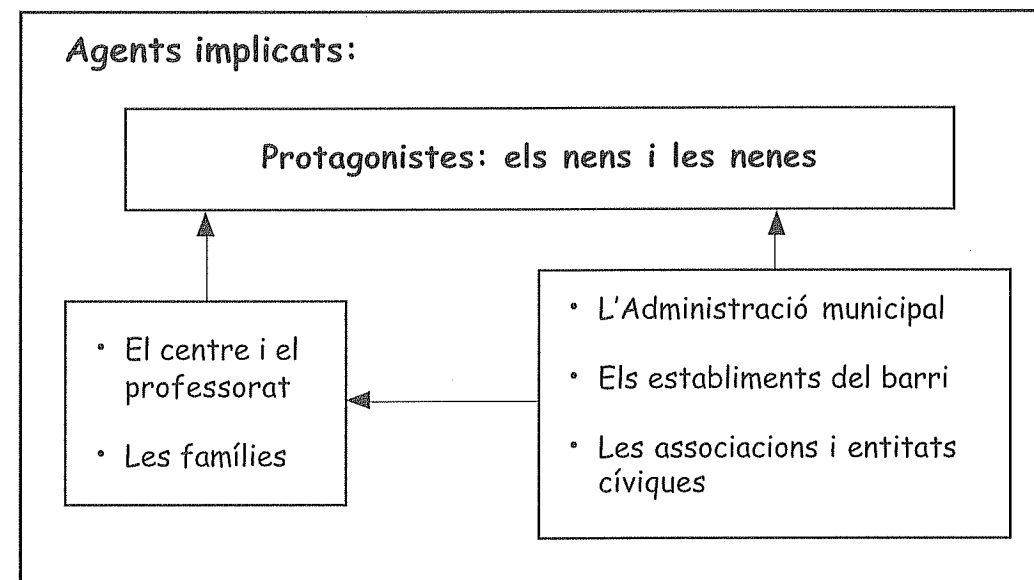 Agents implicats:
Protagonistes: els nens i les nenes
• El centre i el
professorat
• Les famílies
• L'Administració municipal
• Els establiments del barri
• Les associacions i entitats
cíviques